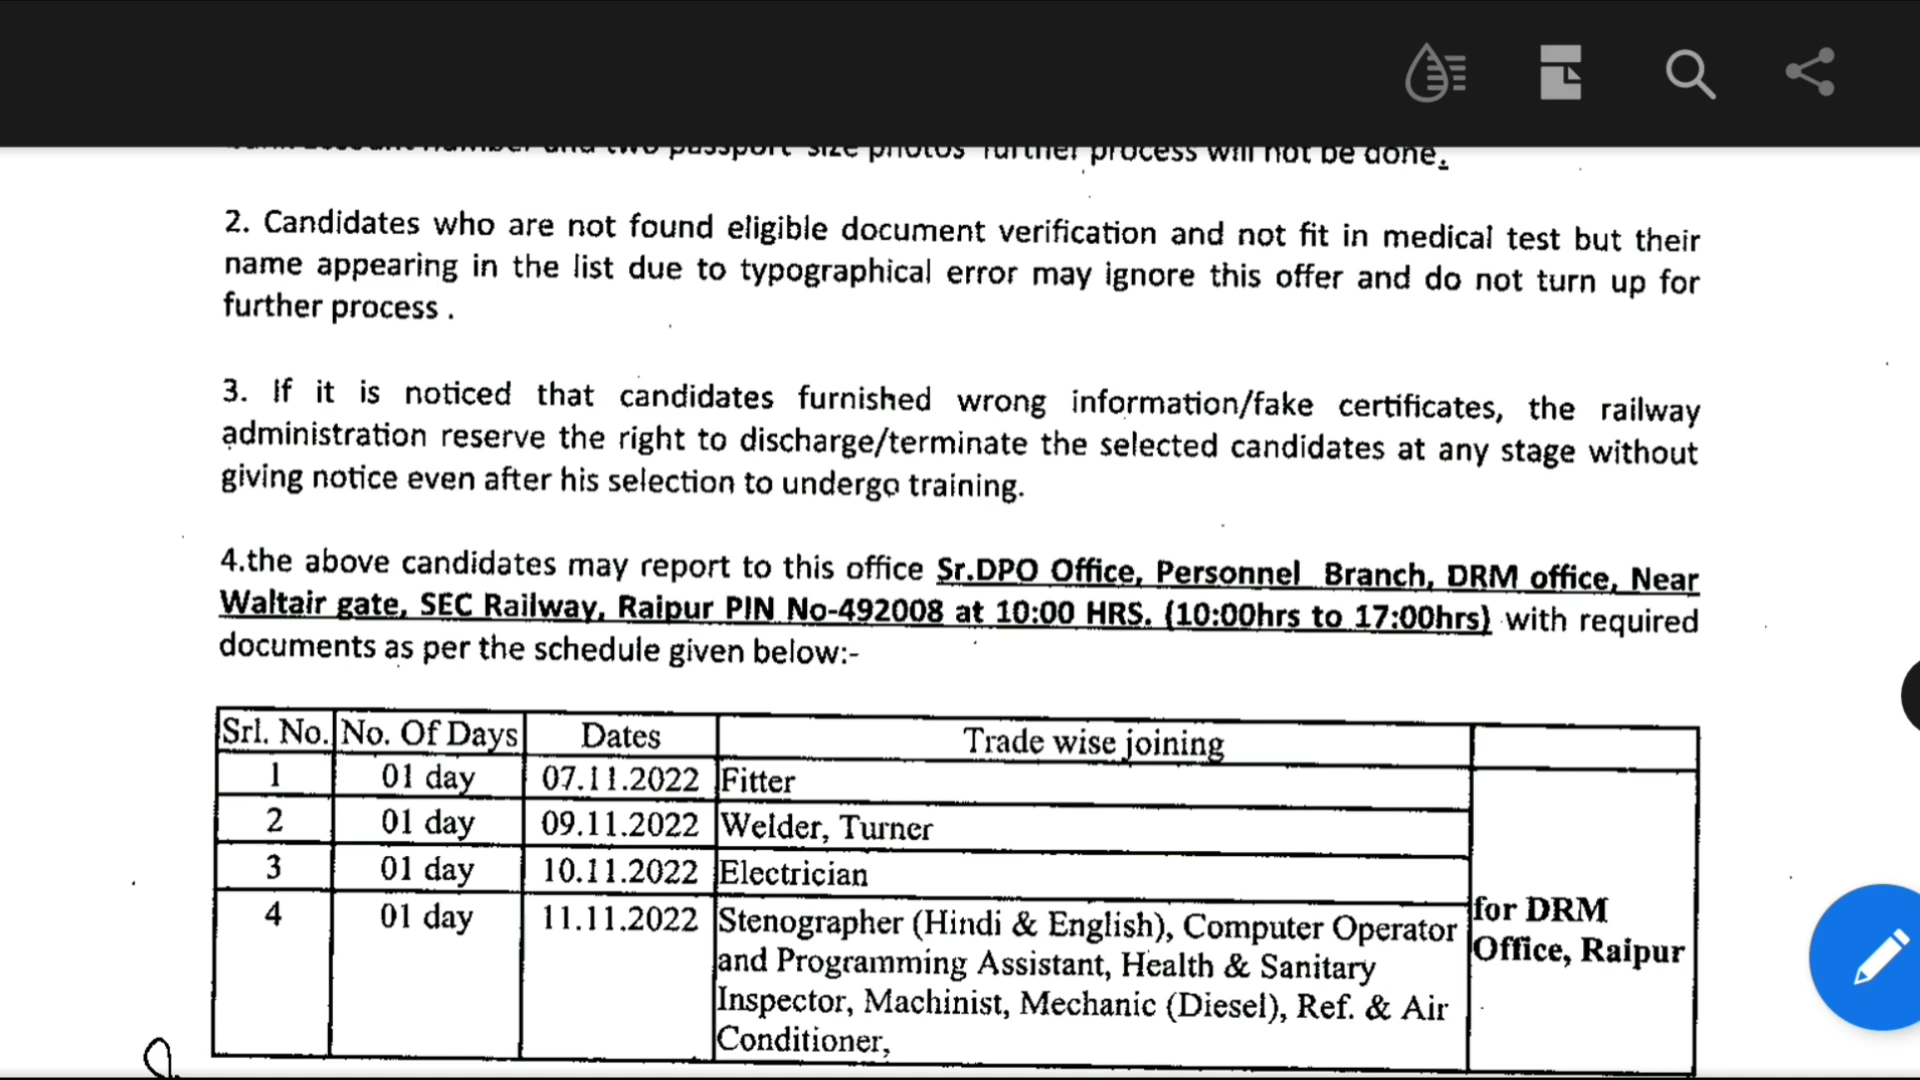 size photos further process will not be done.
2. Candidates who are not found eligible document verification and not fit in medical test but their
name appearing in the list due to typographical error may ignore this offer and do not turn up for
further process .
3. If it is noticed that candidates furnished wrong information/fake certificates, the railway
administration reserve the right to discharge/terminate the selected candidates at any stage without
giving notice even after his selection to undergo training.
4.the above candidates may report to this office Sr.DPO Office, Personnel Branch, DRM office, Near
Waltair gate, SEC Railway, Raipur PIN No-492008 at 10:00 HRS. (10:00hrs to 17:00hrs) with required
documents as per the schedule given below:-
Srl. No. No. Of Days Dates Trade wise joining
1 01 day 07.11.2022 Fitter
2 01 day 09.11.2022 Welder, Turner
3 01 day 10.11.2022 Electrician
4 01 day 11.11.2022 Stenographer (Hindi & English), Computer Operator
and Programming Assistant, Health & Sanitary
Inspector, Machinist, Mechanic (Diesel), Ref. & Air
Conditioner,
for DRM
Office, Raipur